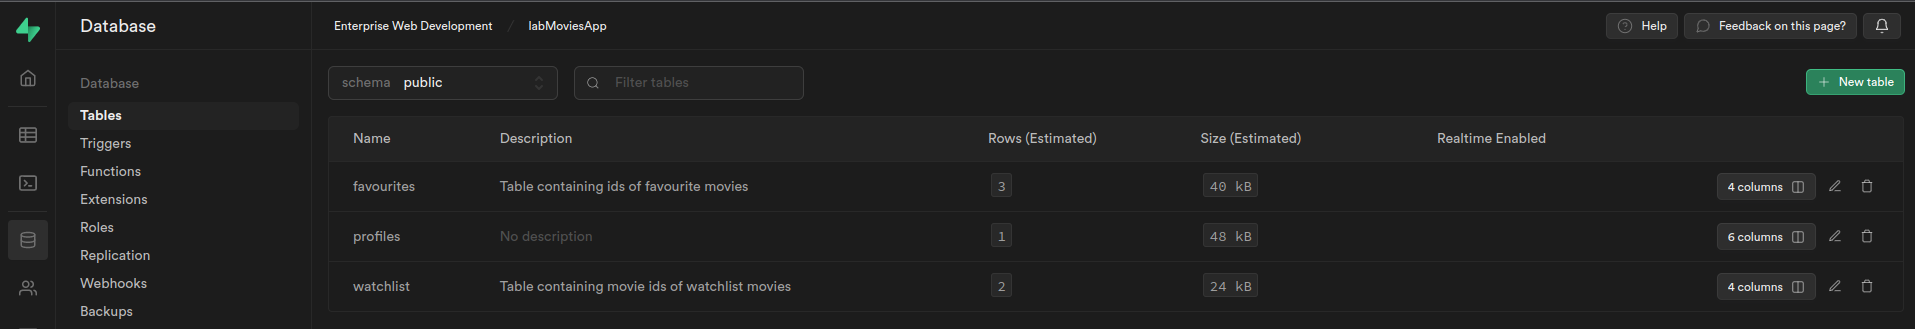 Database
Enterprise Web Development / labMoviesApp
Help
Feedback on this page?
Database
Tables
Triggers
Functions
Extensions
Roles
Replication
Webhooks
Backups
schema public
Filter tables
New table
Name Description Rows (Estimated) Size (Estimated) Realtime Enabled
favourites Table containing ids of favourite movies 3 40 kB 4 columns
profiles No description 1 48 kB 6 columns
watchlist Table containing movie ids of watchlist movies 2 24 kB 4 columns